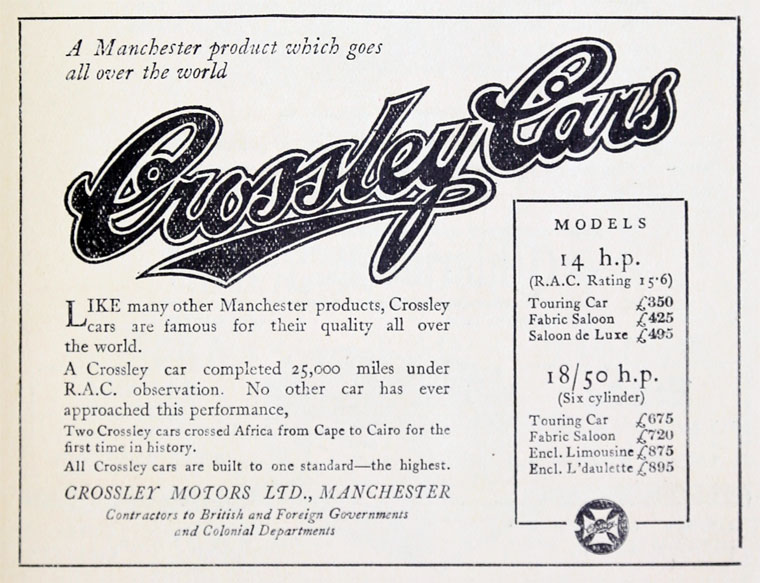 A Manchester product which goes
all over the world
Crossley Cars
LIKE many other Manchester products, Crossley
cars are famous for their quality all over
the world.
A Crossley car completed 25,000 miles under
R.A.C. observation. No other car has ever
approached this performance,
Two Crossley cars crossed Africa from Cape to Cairo for the
first time in history.
All Crossley cars are built to one standard—the highest.
CROSSLEY MOTORS LTD., MANCHESTER
Contractors to British and Foreign Governments
and Colonial Departments
MODELS
14 h.p.
(R.A.C. Rating 15·6)
Touring Car £350
Fabric Saloon £425
Saloon de Luxe £495
18/50 h.p.
(Six cylinder)
Touring Car £675
Fabric Saloon £720
Encl. Limousine £875
Encl. L'daulette £895